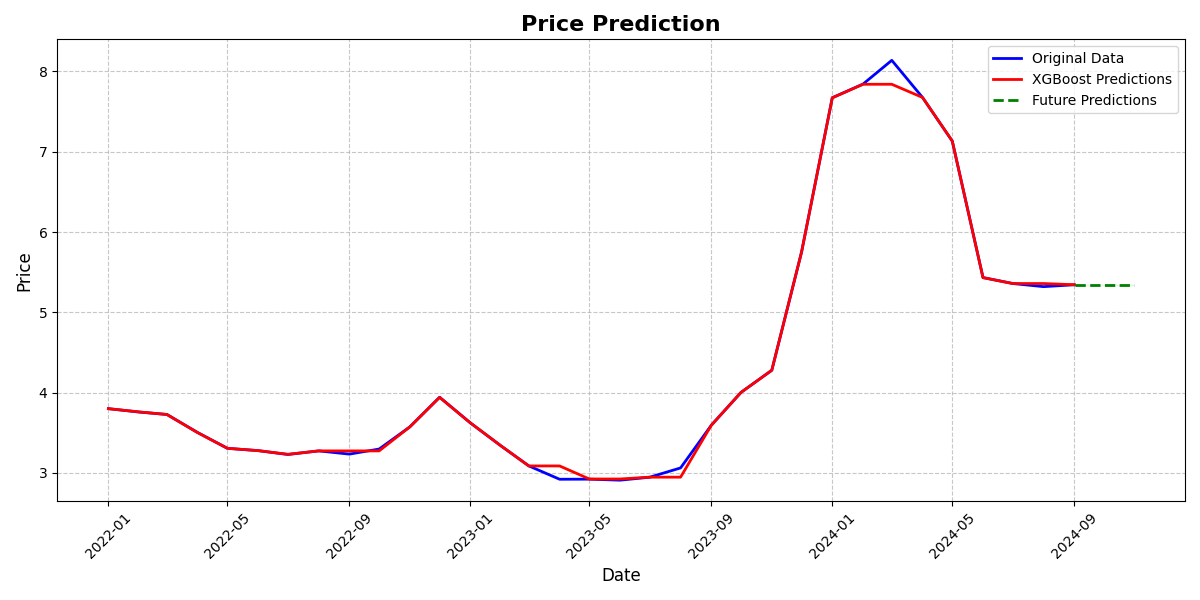 Price Prediction
Original Data
XGBoost Predictions
Future Predictions
8
7
6
5
4
3
Price
2022-01
2022-05
2022-09
2023-01
2023-05
2023-09
2024-01
2024-05
2024-09
Date